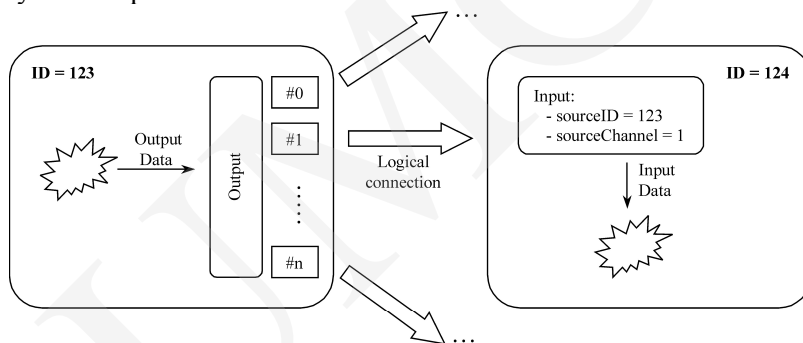 ...
ID = 123
ID = 124
#0
#1
......
#n
Output
Output
Data
Logical
connection
Input:
- sourceID = 123
- sourceChannel = 1
Input
Data
...